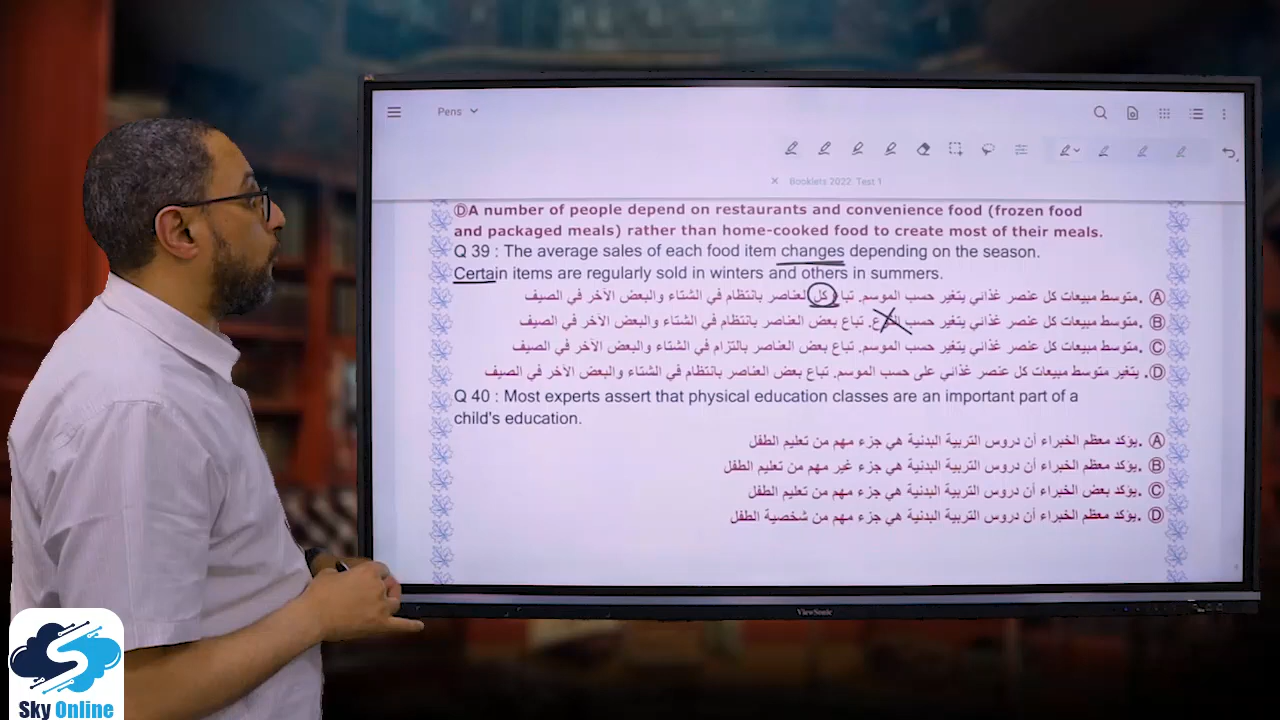 Pens
Booklets 2022 Test 1
ⒹA number of people depend on restaurants and convenience food (frozen food
and packaged meals) rather than home-cooked food to create most of their meals.
Q 39 : The average sales of each food item changes depending on the season.
Certain items are regularly sold in winters and others in summers.
Ⓐ .متوسط مبيعات كل عنصر غذائي يتغير حسب الموسم. تباع كل العناصر بانتظام في الشتاء والبعض الآخر في الصيف
Ⓑ .متوسط مبيعات كل عنصر غذائي يتغير حسب تباع بعض العناصر بانتظام في الشتاء والبعض الآخر في الصيف
Ⓒ .متوسط مبيعات كل عنصر غذائي يتغير حسب الموسم. تباع بعض العناصر بالتزام في الشتاء والبعض الآخر في الصيف
Ⓓ .يتغير متوسط مبيعات كل عنصر غذائي على حسب الموسم. تباع بعض العناصر بانتظام في الشتاء والبعض الآخر في الصيف
Q 40 : Most experts assert that physical education classes are an important part of a
child's education.
Ⓐ .يؤكد معظم الخبراء أن دروس التربية البدنية هي جزء مهم من تعليم الطفل
Ⓑ .يؤكد معظم الخبراء أن دروس التربية البدنية هي جزء غير مهم من تعليم الطفل
Ⓒ .يؤكد بعض الخبراء أن دروس التربية البدنية هي جزء مهم من تعليم الطفل
Ⓓ .يؤكد معظم الخبراء أن دروس التربية البدنية هي جزء مهم من شخصية الطفل
ViewSonic
Sky Online